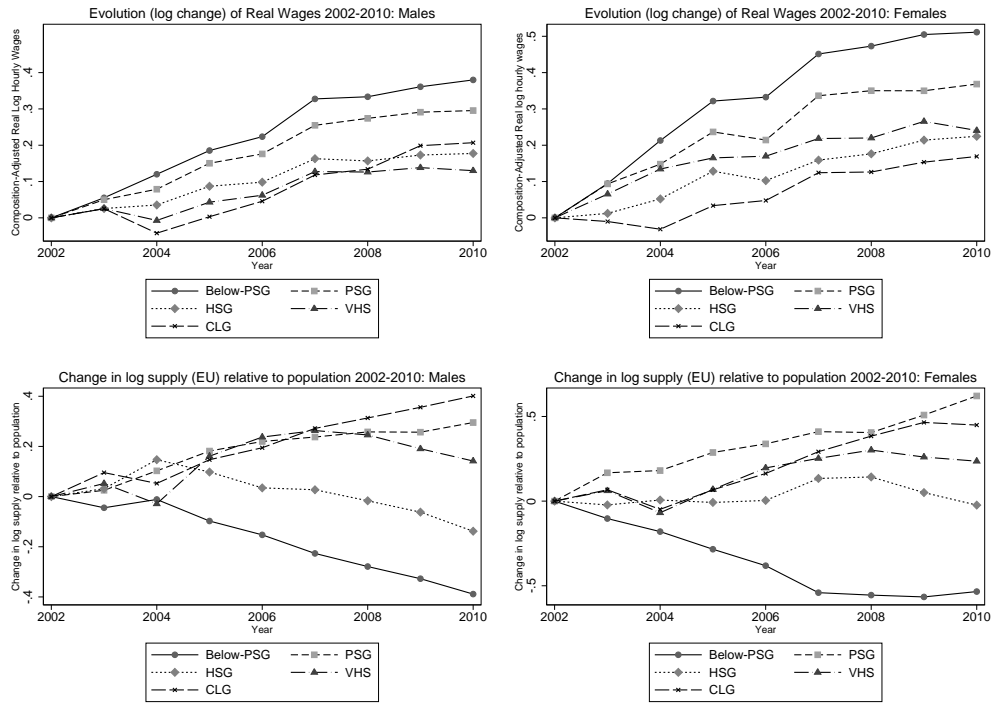 Evolution (log change) of Real Wages 2002-2010: Males
Composition-Adjusted Real Log Hourly Wages
.4
.3
.2
.1
0
2002 2004 2006 2008 2010
Year
Below-PSG PSG
HSG VHS
CLG
Evolution (log change) of Real Wages 2002-2010: Females
Composition-Adjusted Real log hourly wages
.5
.4
.3
.2
.1
0
2002 2004 2006 2008 2010
Year
Below-PSG PSG
HSG VHS
CLG
Change in log supply (EU) relative to population 2002-2010: Males
Change in log supply relative to population
.4
.2
0
-.2
-.4
2002 2004 2006 2008 2010
Year
Below-PSG PSG
HSG VHS
CLG
Change in log supply (EU) relative to population 2002-2010: Females
Change in log supply relative to population
.5
0
-.5
2002 2004 2006 2008 2010
Year
Below-PSG PSG
HSG VHS
CLG